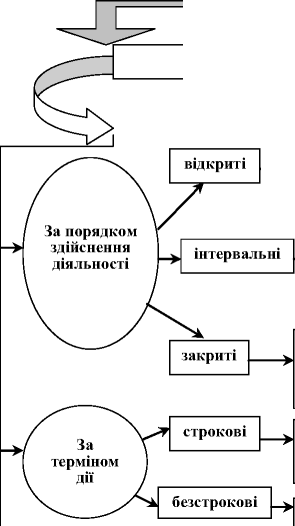 відкриті
За порядком
здійснення
діяльності
інтервальні
закриті
За
терміном
дії
строкові
безстрокові